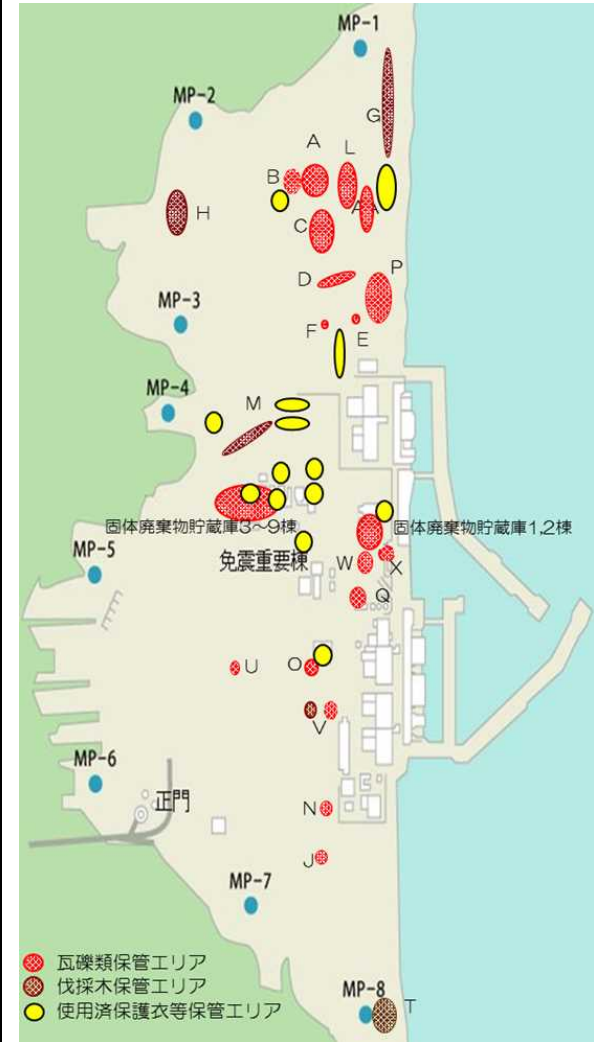 MP-1
MP-2
G
A
L
B
H
AA
C
D
P
MP-3
F
E
MP-4
M
固体廃棄物貯蔵庫3~9棟
固体廃棄物貯蔵庫1,2棟
免震重要棟
MP-5
W
X
Q
U
O
V
MP-6
正門
N
J
MP-7
瓦礫類保管エリア
伐採木保管エリア
MP-8
T
使用済保護衣等保管エリア